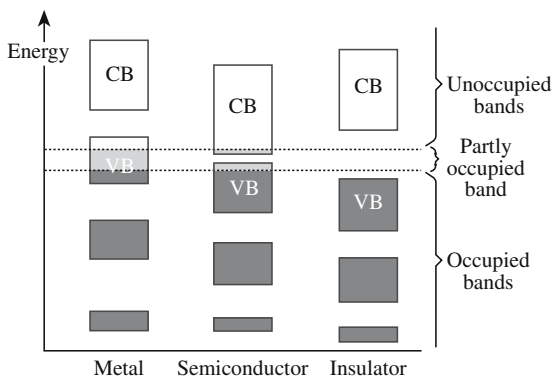 Energy
CB
CB
CB
Unoccupied
bands
Partly
occupied
band
VB
VB
VB
Occupied
bands
Metal Semiconductor Insulator